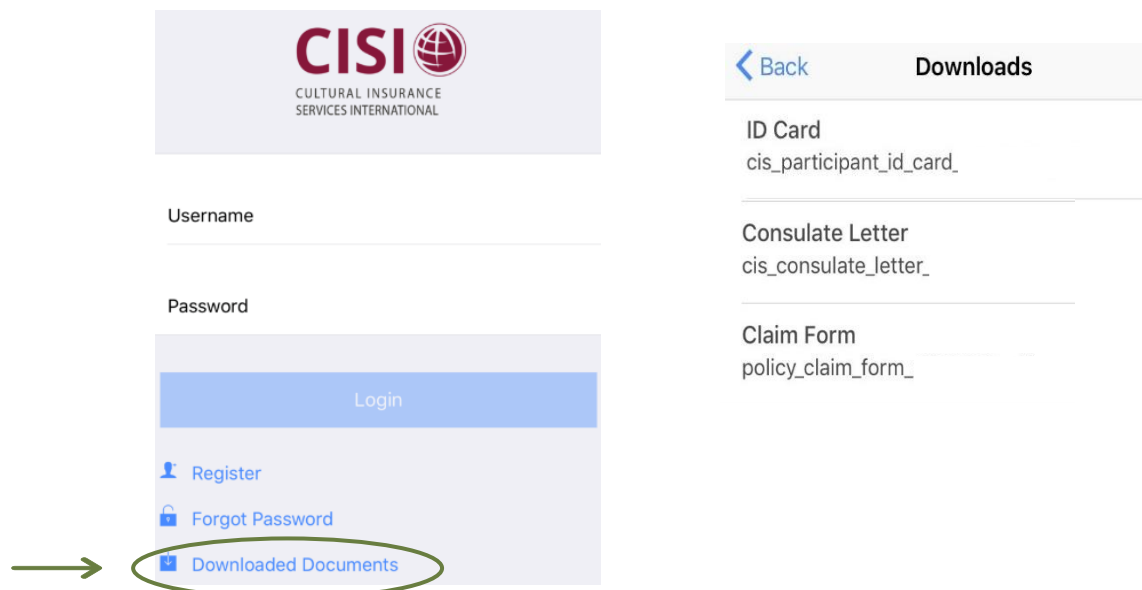 CISI
CULTURAL INSURANCE
SERVICES INTERNATIONAL
Username
Password
Login
Register
Forgot Password
Downloaded Documents
Back
Downloads
ID Card
cis_participant_id_card_
Consulate Letter
cis_consulate_letter_
Claim Form
policy_claim_form_